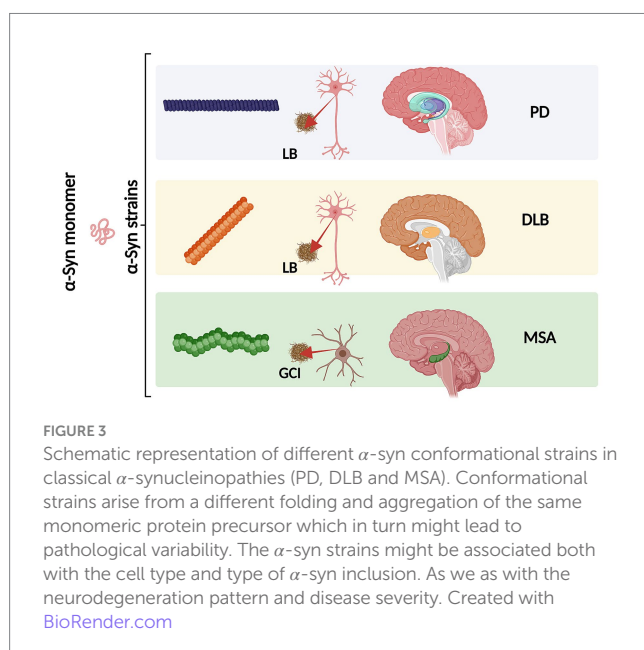 α-Syn monomer
α-Syn strains
LB
PD
LB
DLB
GCI
MSA
FIGURE 3
Schematic representation of different α-syn conformational strains in
classical α-synucleinopathies (PD, DLB and MSA). Conformational
strains arise from a different folding and aggregation of the same
monomeric protein precursor which in turn might lead to
pathological variability. The α-syn strains might be associated both
with the cell type and type of α-syn inclusion. As we as with the
neurodegeneration pattern and disease severity. Created with
BioRender.com